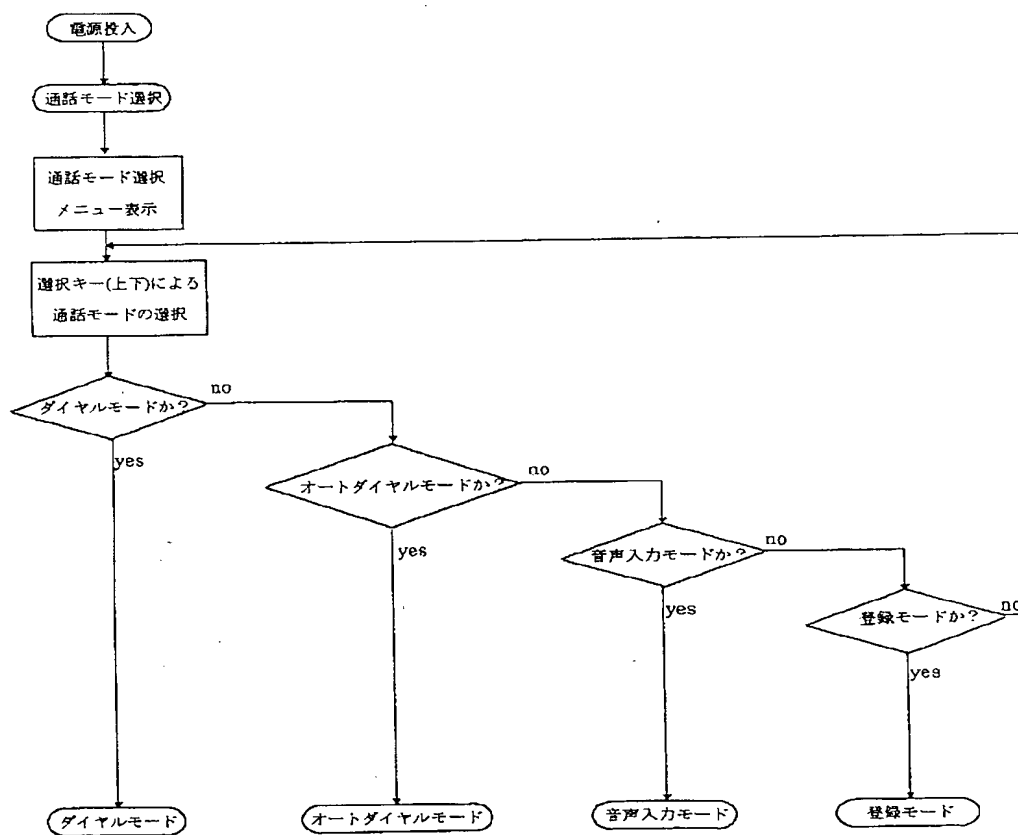 電源投入
通話モード選択
通話モード選択
メニュー表示
選択キー(上下)による
通話モードの選択
ダイヤルモードか?
no
yes
オートダイヤルモードか?
no
yes
音声入力モードか?
no
yes
登録モードか?
no
yes
ダイヤルモード
オートダイヤルモード
音声入力モード
登録モード